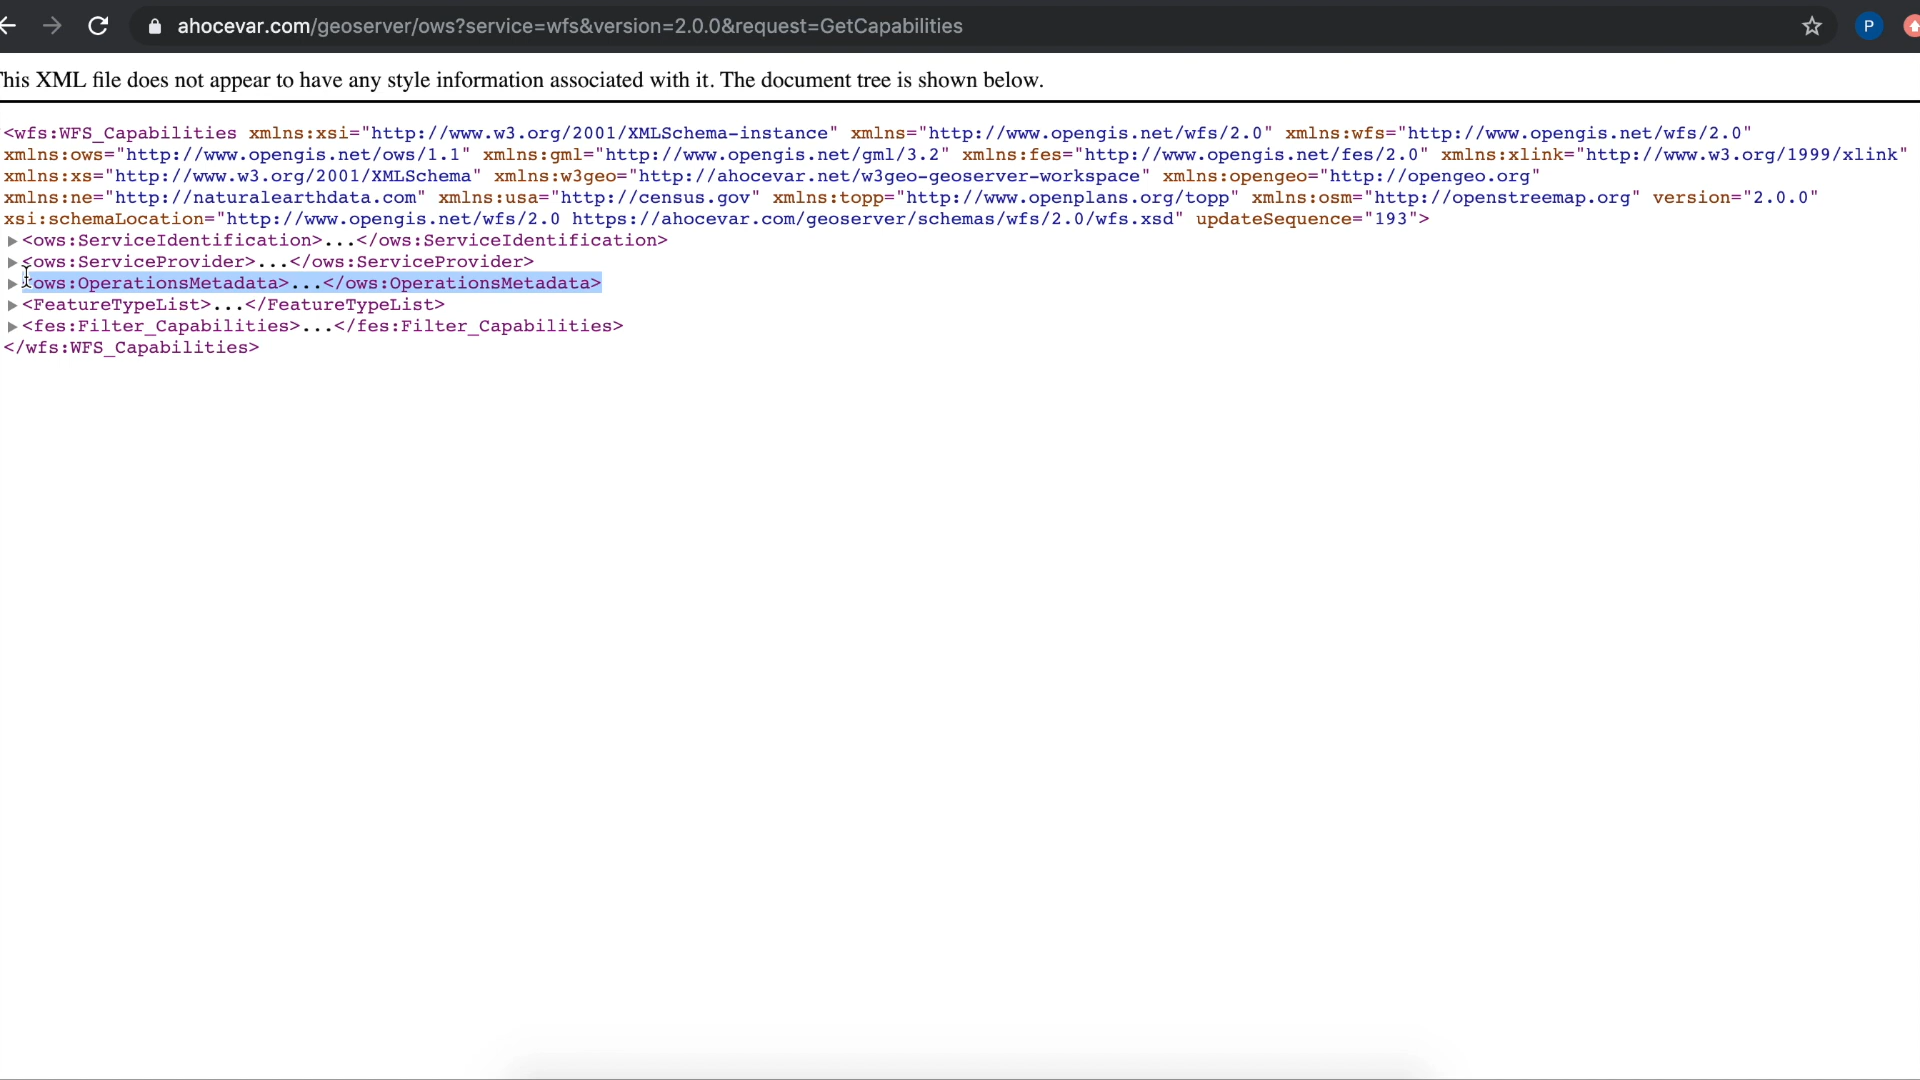 ahocevar.com/geoserver/ows?service=wfs&version=2.0.0&request=GetCapabilities
P
his XML file does not appear to have any style information associated with it. The document tree is shown below.
<wfs:WFS_Capabilities xmlns:xsi="http://www.w3.org/2001/XMLSchema-instance" xmlns="http://www.opengis.net/wfs/2.0" xmlns:wfs="http://www.opengis.net/wfs/2.0"
xmlns:ows="http://www.opengis.net/ows/1.1" xmlns:gml="http://www.opengis.net/gml/3.2" xmlns:fes="http://www.opengis.net/fes/2.0" xmlns:xlink="http://www.w3.org/1999/xlink"
xmlns:xs="http://www.w3.org/2001/XMLSchema" xmlns:w3geo="http://ahocevar.net/w3geo-geoserver-workspace" xmlns:opengeo="http://opengeo.org"
xmlns:ne="http://naturalearthdata.com" xmlns:usa="http://census.gov" xmlns:topp="http://www.openplans.org/topp" xmlns:osm="http://openstreemap.org" version="2.0.0"
xsi:schemaLocation="http://www.opengis.net/wfs/2.0 https://ahocevar.com/geoserver/schemas/wfs/2.0/wfs.xsd" updateSequence="193">
<ows:ServiceIdentification>...</ows:ServiceIdentification>
<ows:ServiceProvider>...</ows:ServiceProvider>
<ows:OperationsMetadata>...</ows:OperationsMetadata>
<FeatureTypeList>...</FeatureTypeList>
<fes:Filter_Capabilities>...</fes:Filter_Capabilities>
</wfs:WFS_Capabilities>